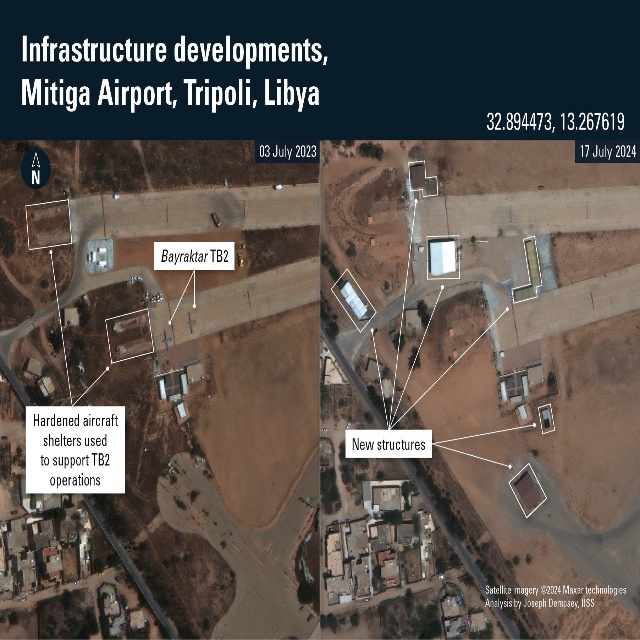 Infrastructure developments,
Mitiga Airport, Tripoli, Libya
32.894473, 13.267619
03 July 2023
17 July 2024
N
Bayraktar TB2
Hardened aircraft
shelters used
to support TB2
operations
New structures
Satellite imagery ©2024 Maxar technologies
Analysis by Joseph Dempsey, IISS